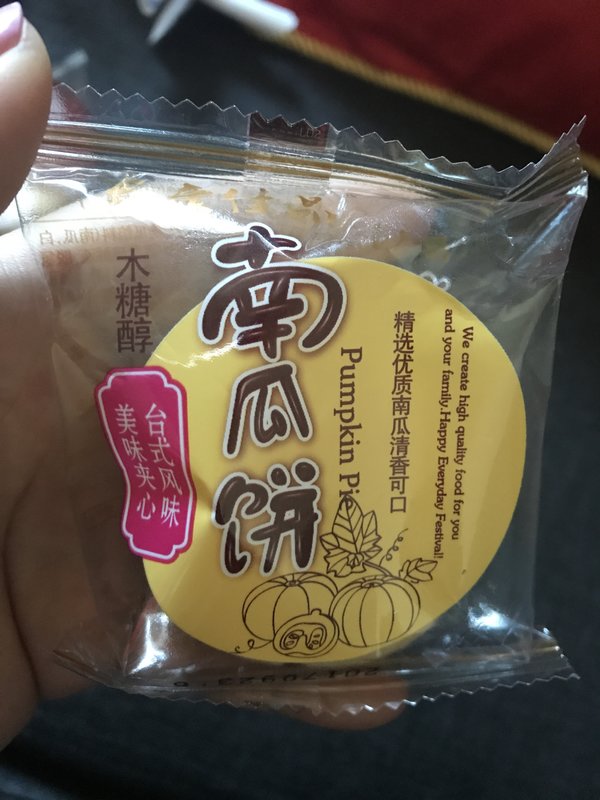 木糖醇
南瓜饼
Pumpkin Pie
精选优质南瓜清香可口
We create high quality food for you
and your family.Happy Everyday Festival!
台式风味
美味夹心